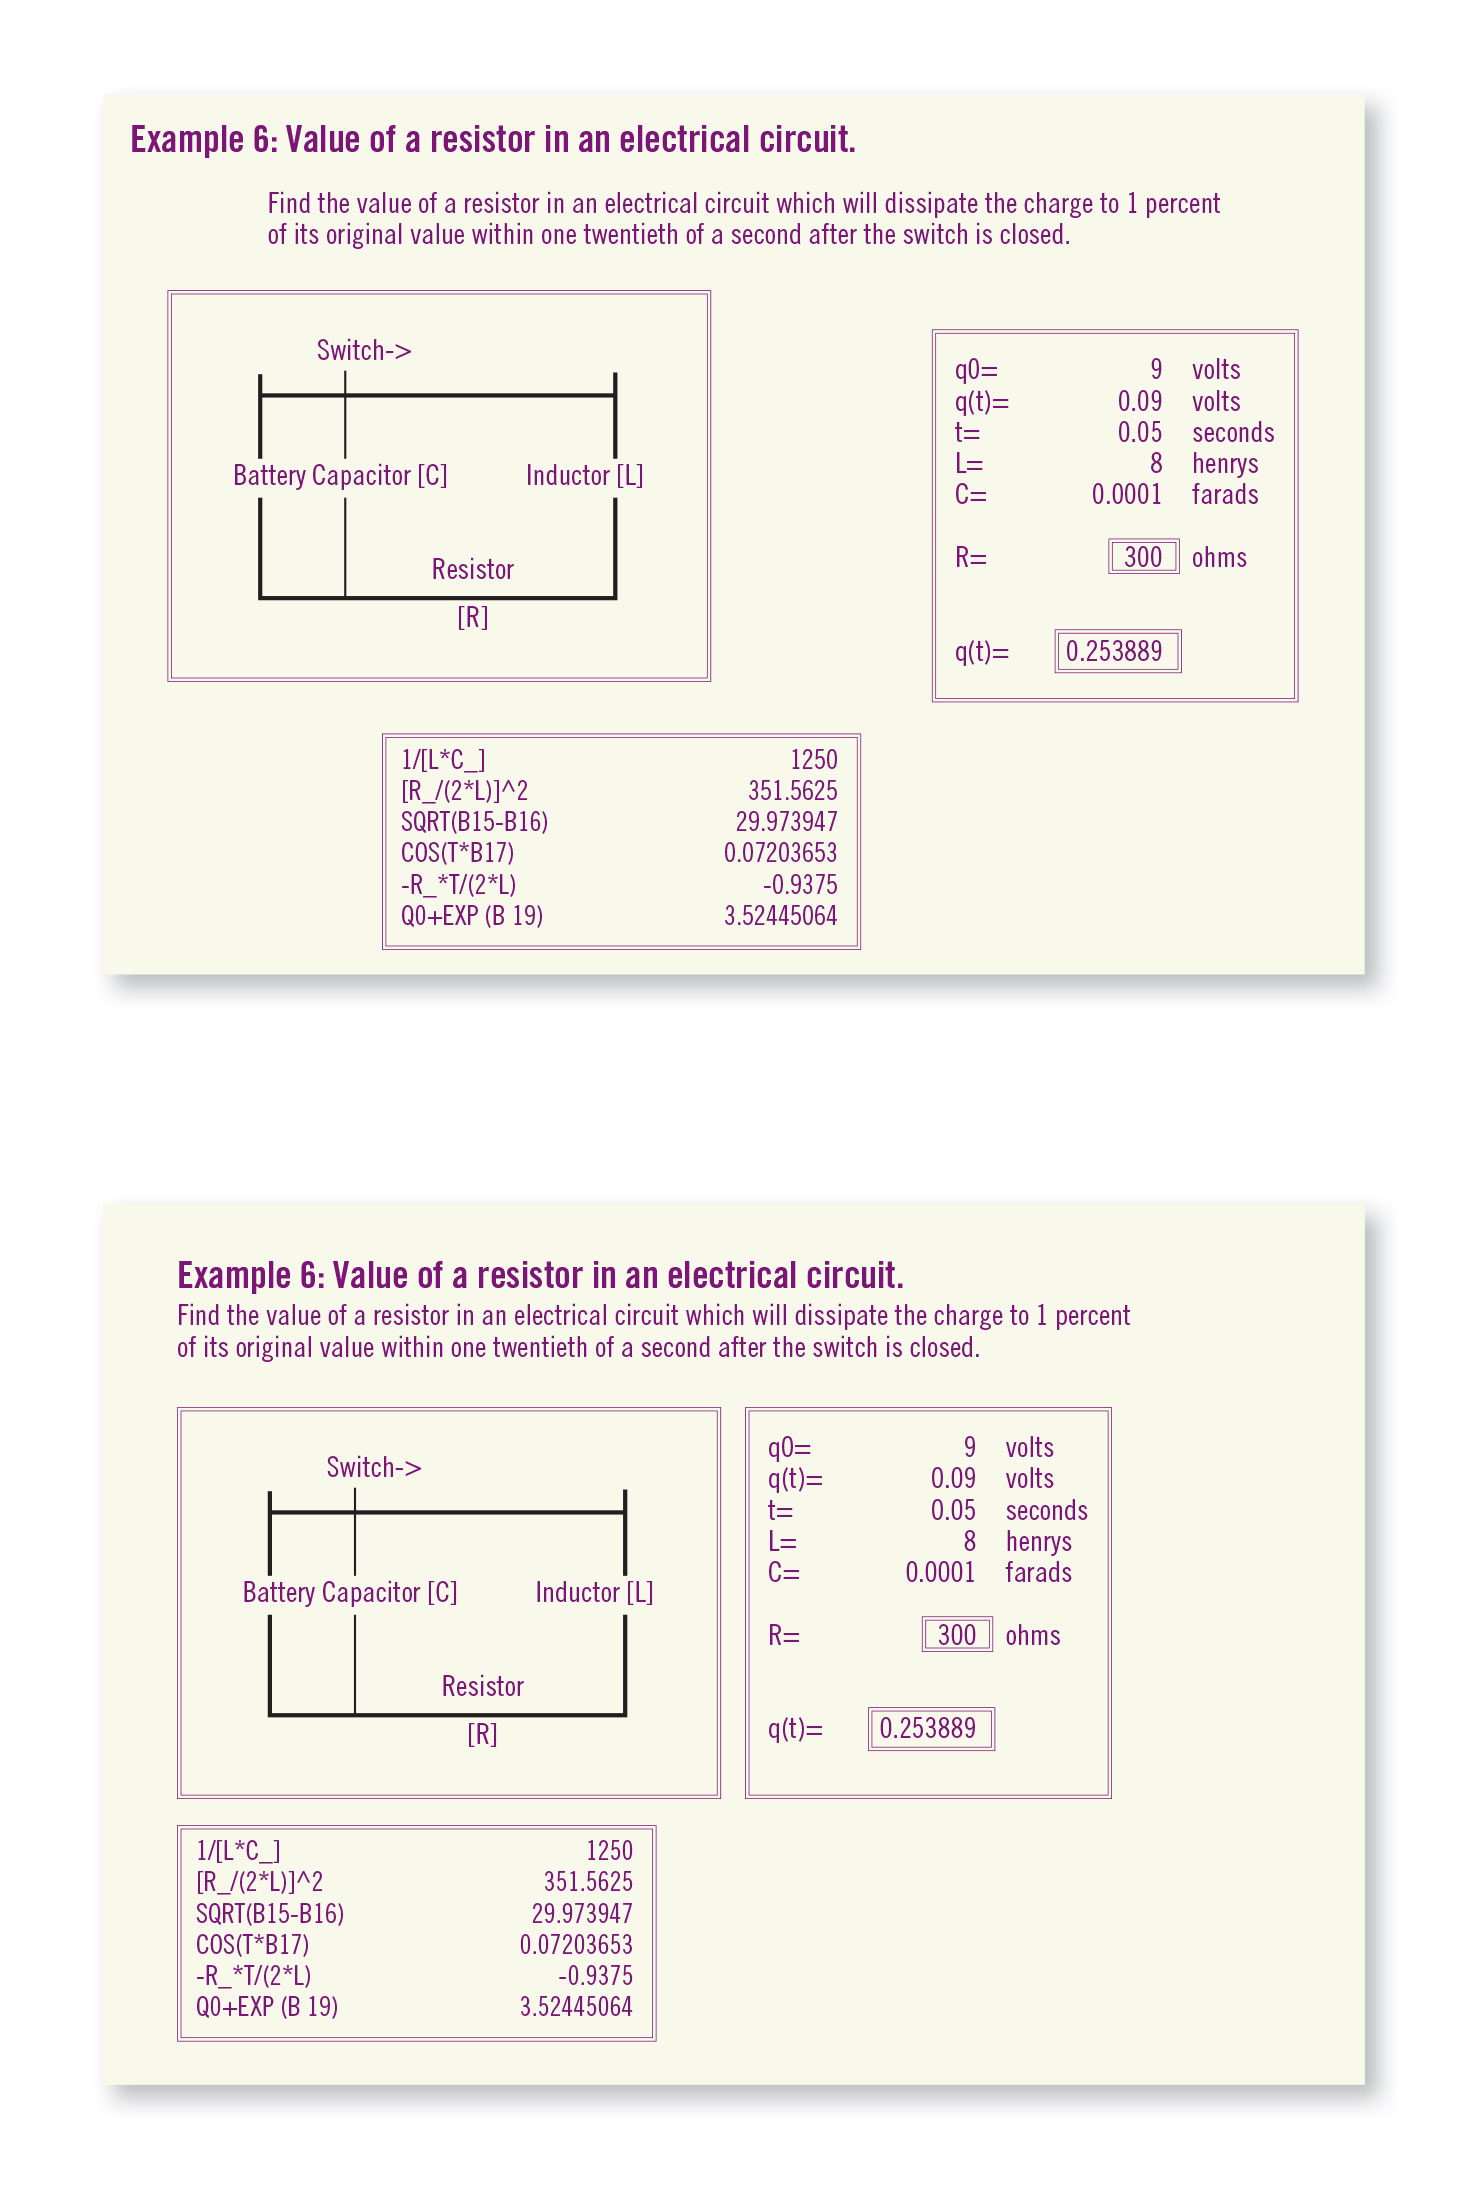 Example 6: Value of a resistor in an electrical circuit.
Find the value of a resistor in an electrical circuit which will dissipate the charge to 1 percent
of its original value within one twentieth of a second after the switch is closed.
Switch->
Battery Capacitor [C] Inductor [L]
Resistor
[R]
q0= 9 volts
q(t)= 0.09 volts
t= 0.05 seconds
L= 8 henrys
C= 0.0001 farads
R= 300 ohms
q(t)= 0.253889
1/[L*C_] 1250
[R_/(2*L)]^2 351.5625
SQRT(B15-B16) 29.973947
COS(T*B17) 0.07203653
-R_*T/(2*L) -0.9375
Q0+EXP (B 19) 3.52445064
Example 6: Value of a resistor in an electrical circuit.
Find the value of a resistor in an electrical circuit which will dissipate the charge to 1 percent
of its original value within one twentieth of a second after the switch is closed.
Switch->
Battery Capacitor [C] Inductor [L]
Resistor
[R]
q0= 9 volts
q(t)= 0.09 volts
t= 0.05 seconds
L= 8 henrys
C= 0.0001 farads
R= 300 ohms
q(t)= 0.253889
1/[L*C_] 1250
[R_/(2*L)]^2 351.5625
SQRT(B15-B16) 29.973947
COS(T*B17) 0.07203653
-R_*T/(2*L) -0.9375
Q0+EXP (B 19) 3.52445064